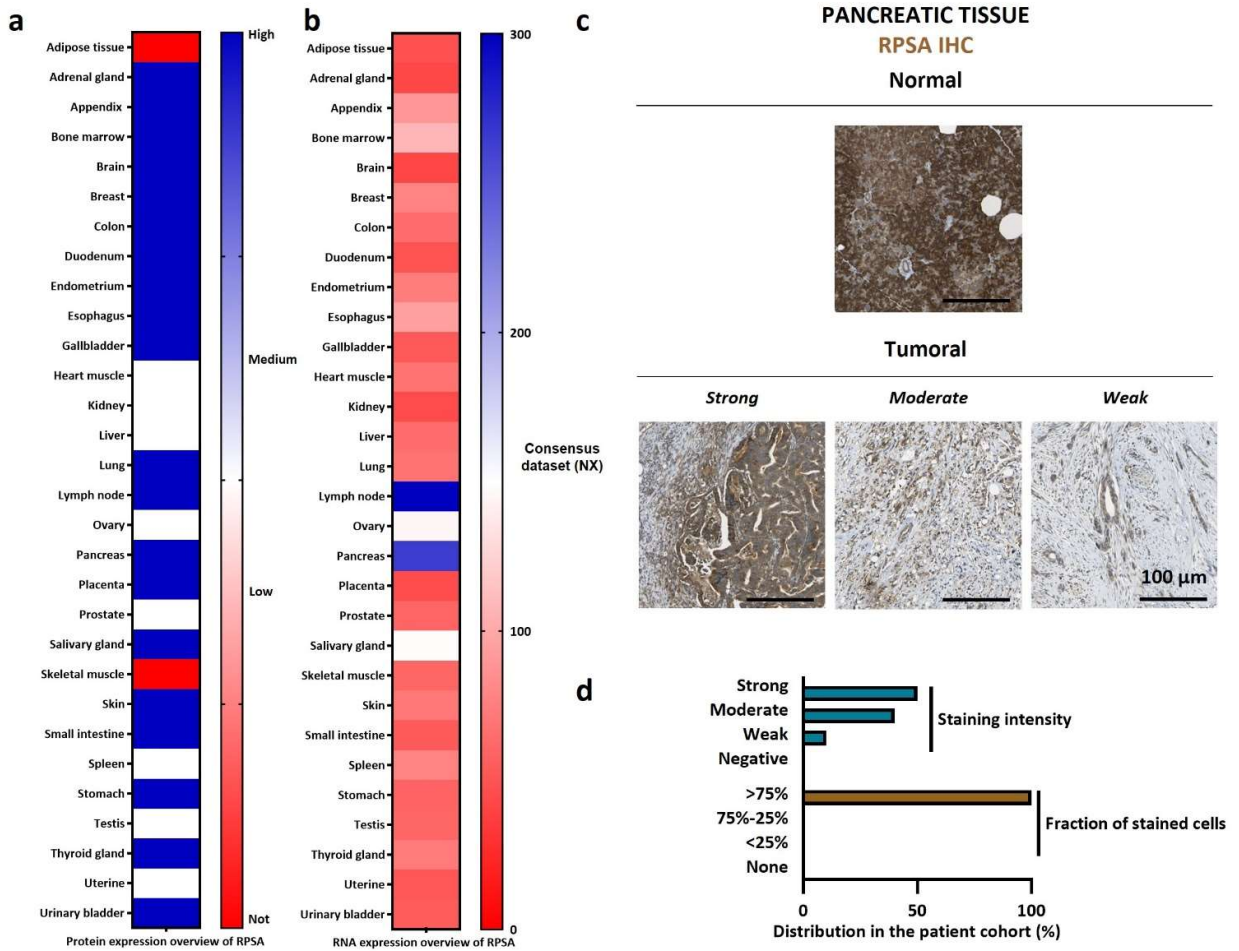 a
Adipose tissue
Adrenal gland
Appendix
Bone marrow
Brain
Breast
Colon
Duodenum
Endometrium
Esophagus
Gallbladder
Heart muscle
Kidney
Liver
Lung
Lymph node
Ovary
Pancreas
Placenta
Prostate
Salivary gland
Skeletal muscle
Skin
Small intestine
Spleen
Stomach
Testis
Thyroid gland
Uterine
Urinary bladder
High
Medium
Low
Not
Protein expression overview of RPSA
b
Adipose tissue
Adrenal gland
Appendix
Bone marrow
Brain
Breast
Colon
Duodenum
Endometrium
Esophagus
Gallbladder
Heart muscle
Kidney
Liver
Lung
Lymph node
Ovary
Pancreas
Placenta
Prostate
Salivary gland
Skeletal muscle
Skin
Small intestine
Spleen
Stomach
Testis
Thyroid gland
Uterine
Urinary bladder
300
200
100
0
Consensus
dataset (NX)
RNA expression overview of RPSA
c
PANCREATIC TISSUE
RPSA IHC
Normal
Tumoral
Strong Moderate Weak
100 µm
d
Strong
Moderate
Weak
Negative
Staining intensity
>75%
75%-25%
<25%
None
Fraction of stained cells
0 50 100
Distribution in the patient cohort (%)